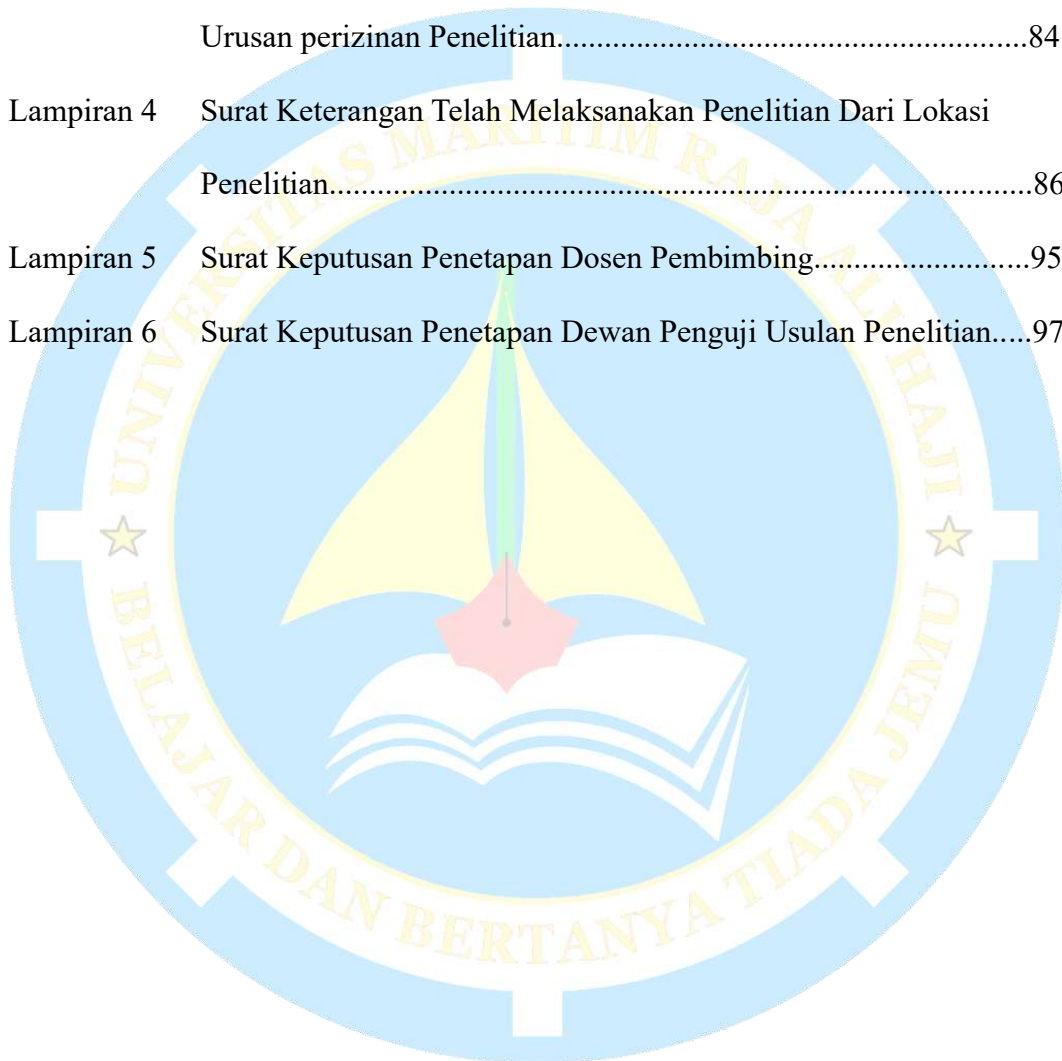 Urusan perizinan Penelitian............................................................84
Lampiran 4 Surat Keterangan Telah Melaksanakan Penelitian Dari Lokasi
Penelitian.........................................................................................86
Lampiran 5 Surat Keputusan Penetapan Dosen Pembimbing...........................95
Lampiran 6 Surat Keputusan Penetapan Dewan Penguji Usulan Penelitian.....97
UNIVERSITAS MARITIM RAJA ALI HAJI
BELAJAR DAN BERTANYA TIADA JEMU